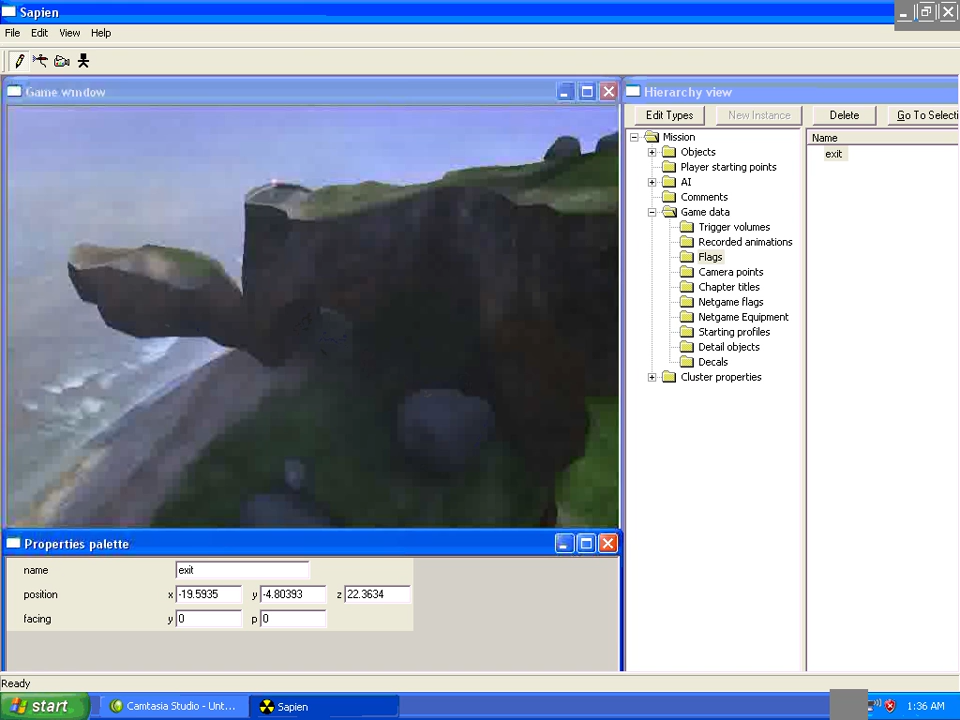 Sapien
File Edit View Help
Game window
Hierarchy view
Edit Types New Instance Delete Go To Selecti
Mission
Objects
Player starting points
AI
Comments
Game data
Trigger volumes
Recorded animations
Flags
Camera points
Chapter titles
Netgame flags
Netgame Equipment
Starting profiles
Detail objects
Decals
Cluster properties
Name
exit
Properties palette
name exit
position x -19.5935 y -4.80393 z 22.3634
facing y 0 p 0
Ready
start Camtasia Studio - Unt... Sapien 1:36 AM